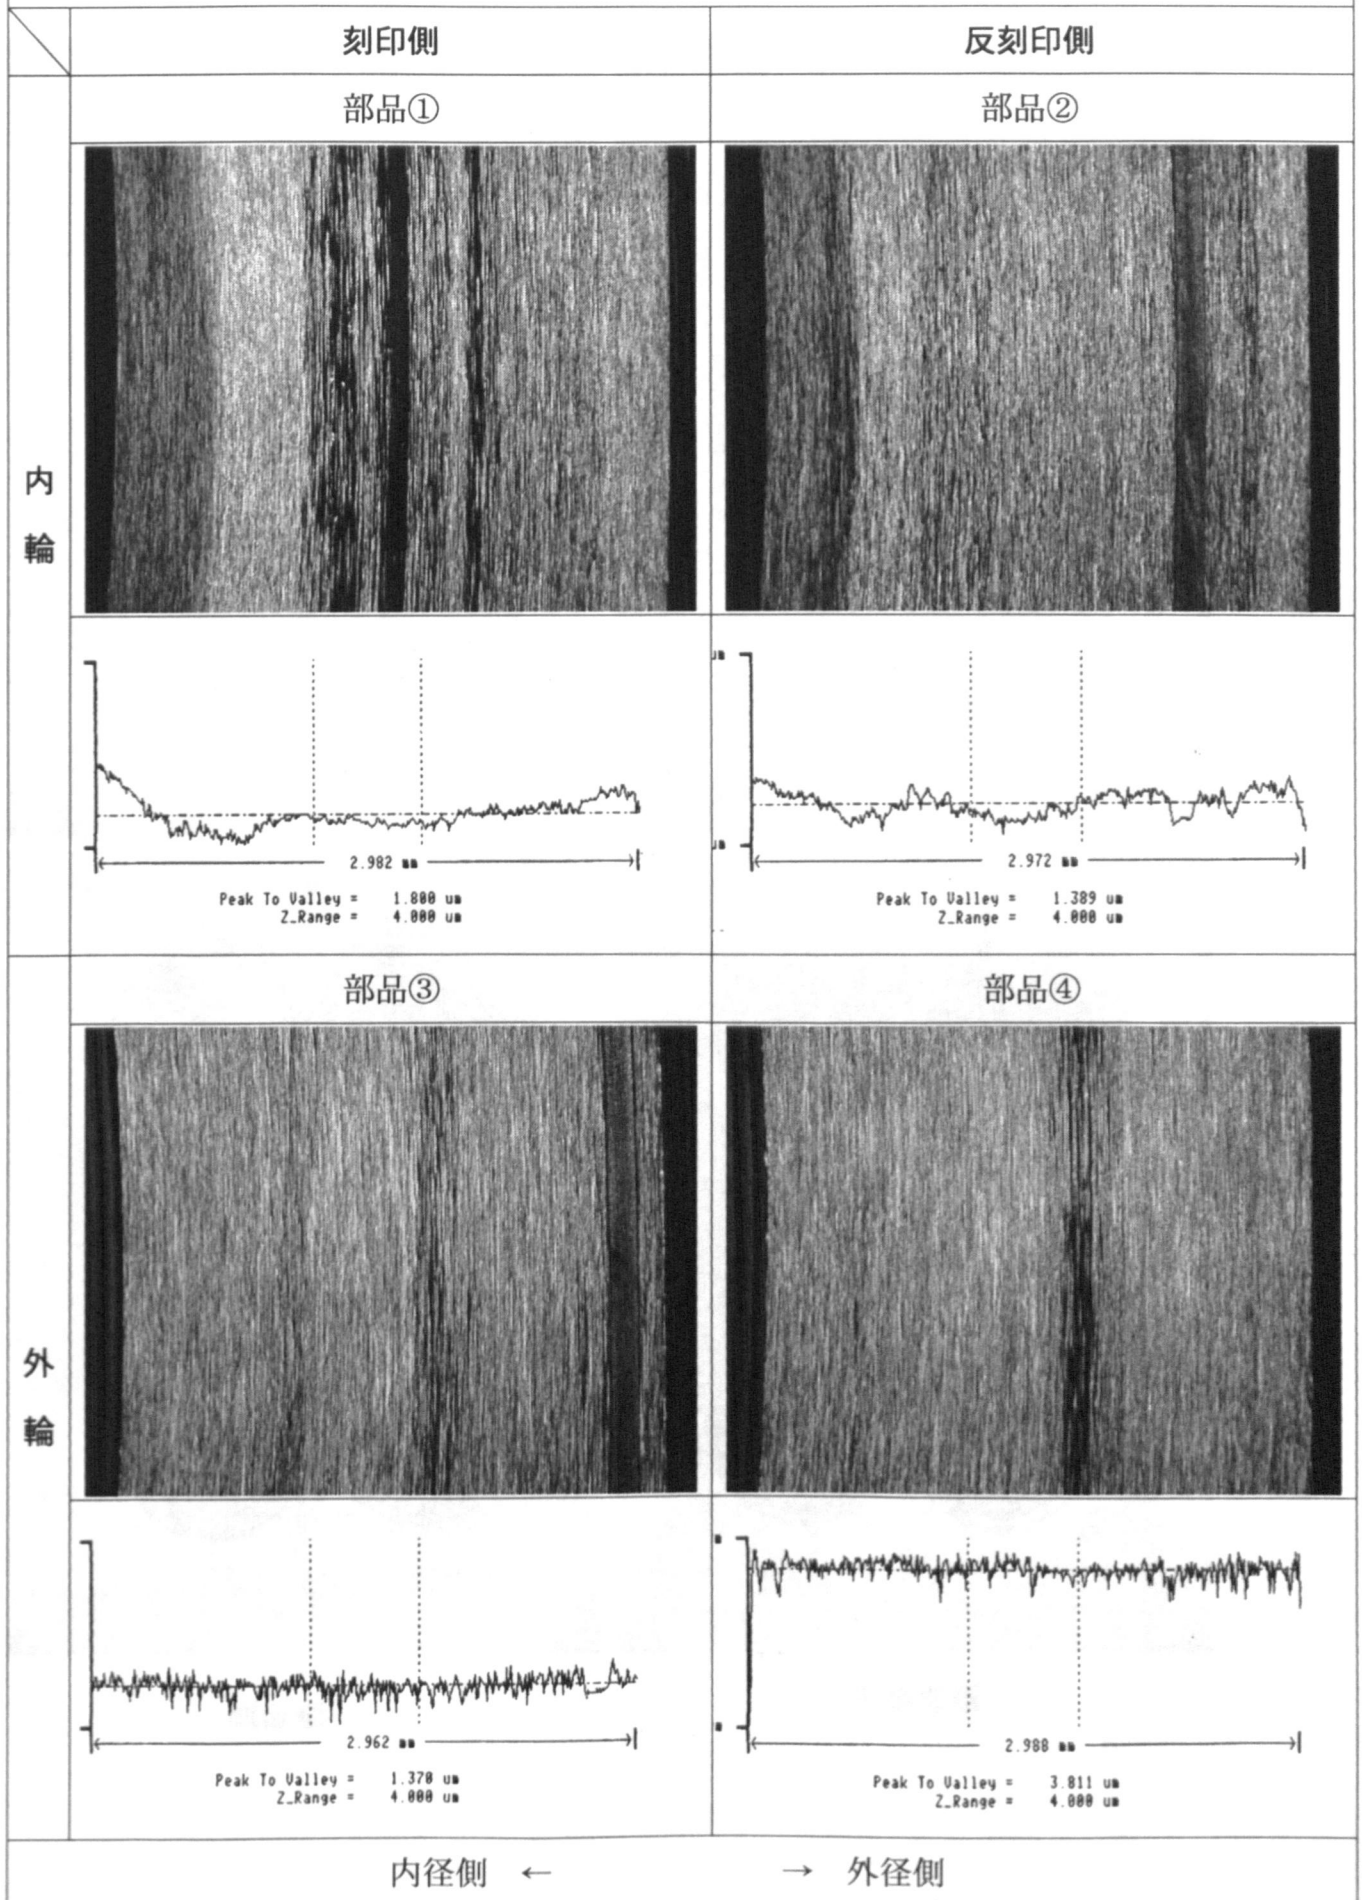 刻印側
反刻印側
部品①
部品②
内輪
2.982 mm
Peak To Valley = 1.800 um
Z_Range = 4.000 um
um
um
2.972 mm
Peak To Valley = 1.389 um
Z_Range = 4.000 um
部品③
部品④
外輪
2.962 mm
Peak To Valley = 1.370 um
Z_Range = 4.000 um
2.988 mm
Peak To Valley = 3.811 um
Z_Range = 4.000 um
内径側 ← → 外径側